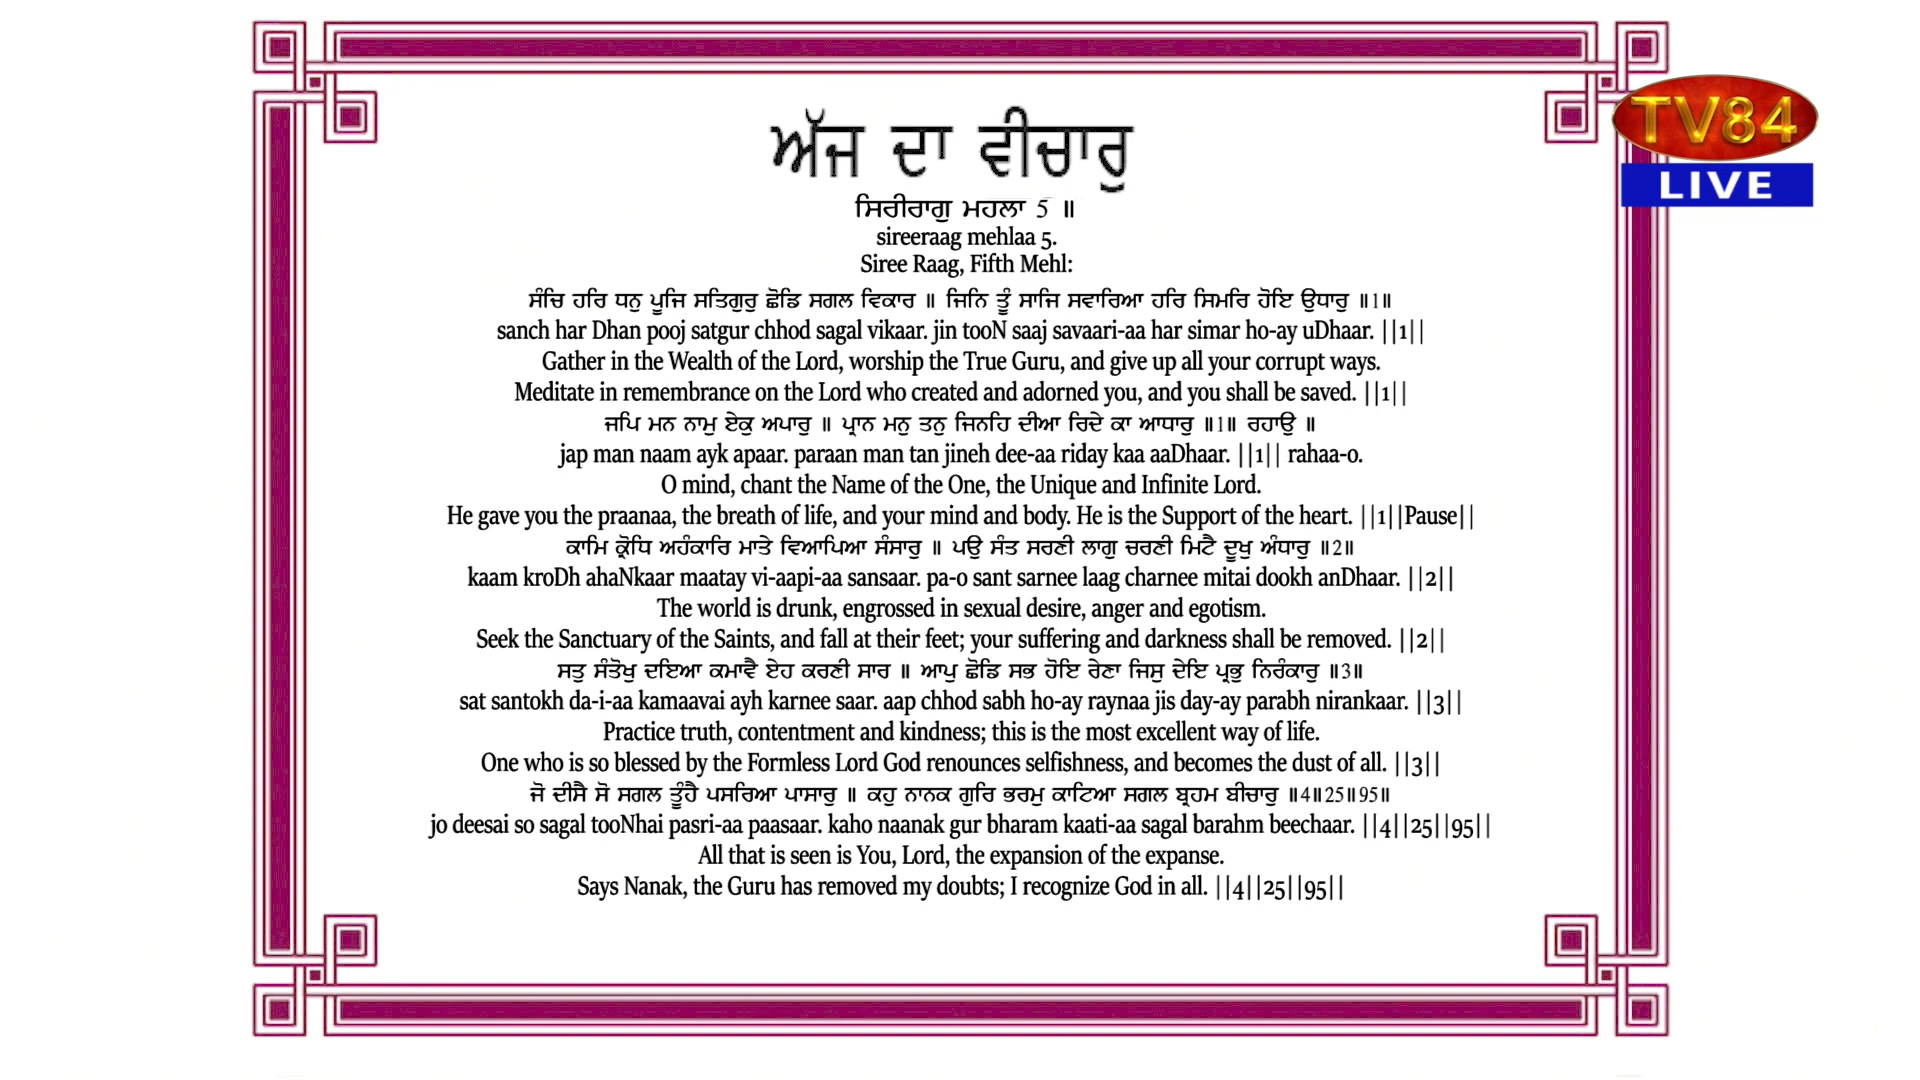 ਅੱਜ ਦਾ ਵੀਚਾਰੁ
TV84
LIVE
ਸਿਰੀਰਾਗੁ ਮਹਲਾ 5 ॥
sireeraag mehlaa 5.
Siree Raag, Fifth Mehl:
ਸੰਚਿ ਹਰਿ ਧਨੁ ਪੂਜਿ ਸਤਿਗੁਰੁ ਛੋਡਿ ਸਗਲ ਵਿਕਾਰ ॥ ਜਿਨਿ ਤੂੰ ਸਾਜਿ ਸਵਾਰਿਆ ਹਰਿ ਸਿਮਰਿ ਹੋਇ ਉਧਾਰੁ ॥1॥
sanch har Dhan pooj satgur chhod sagal vikaar. jin tooN saaj savaari-aa har simar ho-ay uDhaar. ||1||
Gather in the Wealth of the Lord, worship the True Guru, and give up all your corrupt ways.
Meditate in remembrance on the Lord who created and adorned you, and you shall be saved. ||1||
ਜਪਿ ਮਨ ਨਾਮੁ ਏਕੁ ਅਪਾਰੁ ॥ ਪ੍ਰਾਨ ਮਨੁ ਤਨੁ ਜਿਨਹਿ ਦੀਆ ਰਿਦੇ ਕਾ ਆਧਾਰੁ ॥1॥ ਰਹਾਉ ॥
jap man naam ayk apaar. paraan man tan jineh dee-aa riday kaa aaDhaar. ||1|| rahaa-o.
O mind, chant the Name of the One, the Unique and Infinite Lord.
He gave you the praanaa, the breath of life, and your mind and body. He is the Support of the heart. ||1||Pause||
ਕਾਮਿ ਕ੍ਰੋਧਿ ਅਹੰਕਾਰਿ ਮਾਤੇ ਵਿਆਪਿਆ ਸੰਸਾਰੁ ॥ ਪਉ ਸੰਤ ਸਰਣੀ ਲਾਗੁ ਚਰਣੀ ਮਿਟੈ ਦੂਖੁ ਅੰਧਾਰੁ ॥2॥
kaam kroDh ahaNkaar maatay vi-aapi-aa sansaar. pa-o sant sarnee laag charnee mitai dookh anDhaar. ||2||
The world is drunk, engrossed in sexual desire, anger and egotism.
Seek the Sanctuary of the Saints, and fall at their feet; your suffering and darkness shall be removed. ||2||
ਸਤੁ ਸੰਤੋਖੁ ਦਇਆ ਕਮਾਵੈ ਏਹ ਕਰਣੀ ਸਾਰ ॥ ਆਪੁ ਛੋਡਿ ਸਭ ਹੋਇ ਰੇਣਾ ਜਿਸੁ ਦੇਇ ਪ੍ਰਭੁ ਨਿਰੰਕਾਰੁ ॥3॥
sat santokh da-i-aa kamaavai ayh karnee saar. aap chhod sabh ho-ay raynaa jis day-ay parabh nirankaar. ||3||
Practice truth, contentment and kindness; this is the most excellent way of life.
One who is so blessed by the Formless Lord God renounces selfishness, and becomes the dust of all. ||3||
ਜੋ ਦੀਸੈ ਸੋ ਸਗਲ ਤੂੰਹੈ ਪਸਰਿਆ ਪਾਸਾਰੁ ॥ ਕਹੁ ਨਾਨਕ ਗੁਰਿ ਭਰਮੁ ਕਾਟਿਆ ਸਗਲ ਬ੍ਰਹਮ ਬੀਚਾਰੁ ॥4॥25॥95॥
jo deesai so sagal tooNhai pasri-aa paasaar. kaho naanak gur bharam kaati-aa sagal barahm beechaar. ||4||25||95||
All that is seen is You, Lord, the expansion of the expanse.
Says Nanak, the Guru has removed my doubts; I recognize God in all. ||4||25||95||